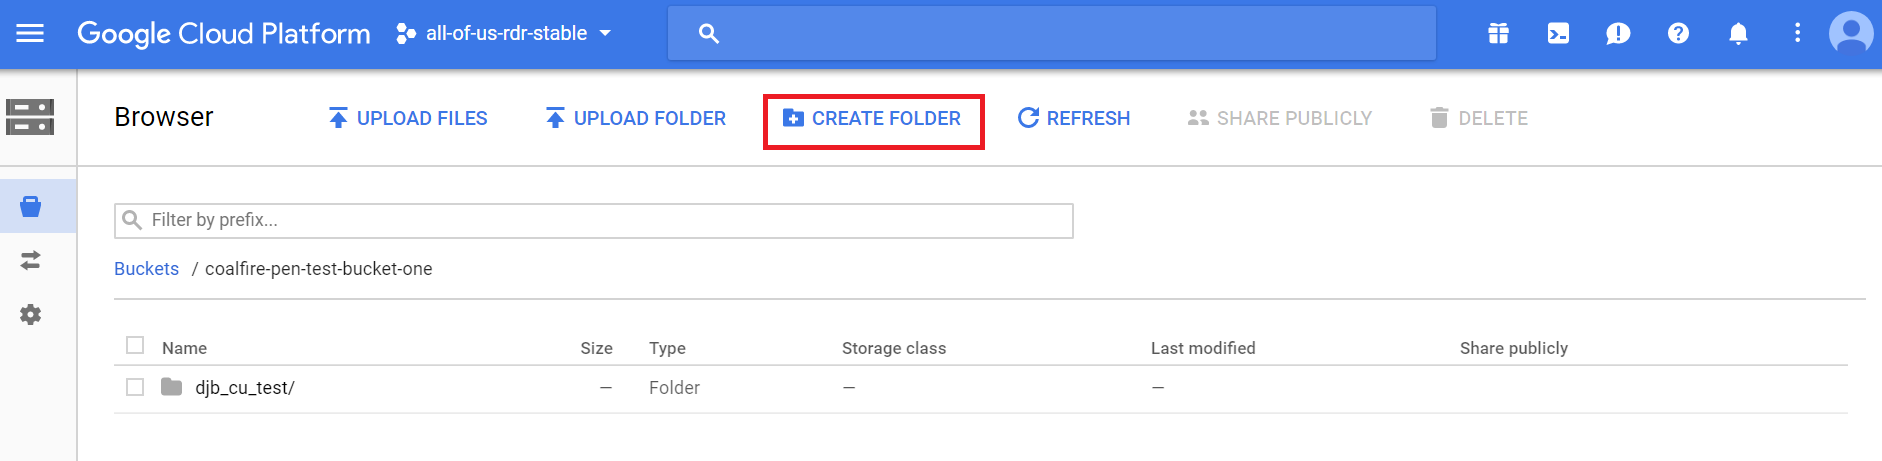 Google Cloud Platform all-of-us-rdr-stable
Browser UPLOAD FILES UPLOAD FOLDER CREATE FOLDER REFRESH SHARE PUBLICLY DELETE
Filter by prefix...
Buckets / coalfire-pen-test-bucket-one
Name Size Type Storage class Last modified Share publicly
djb_cu_test/ — Folder — —